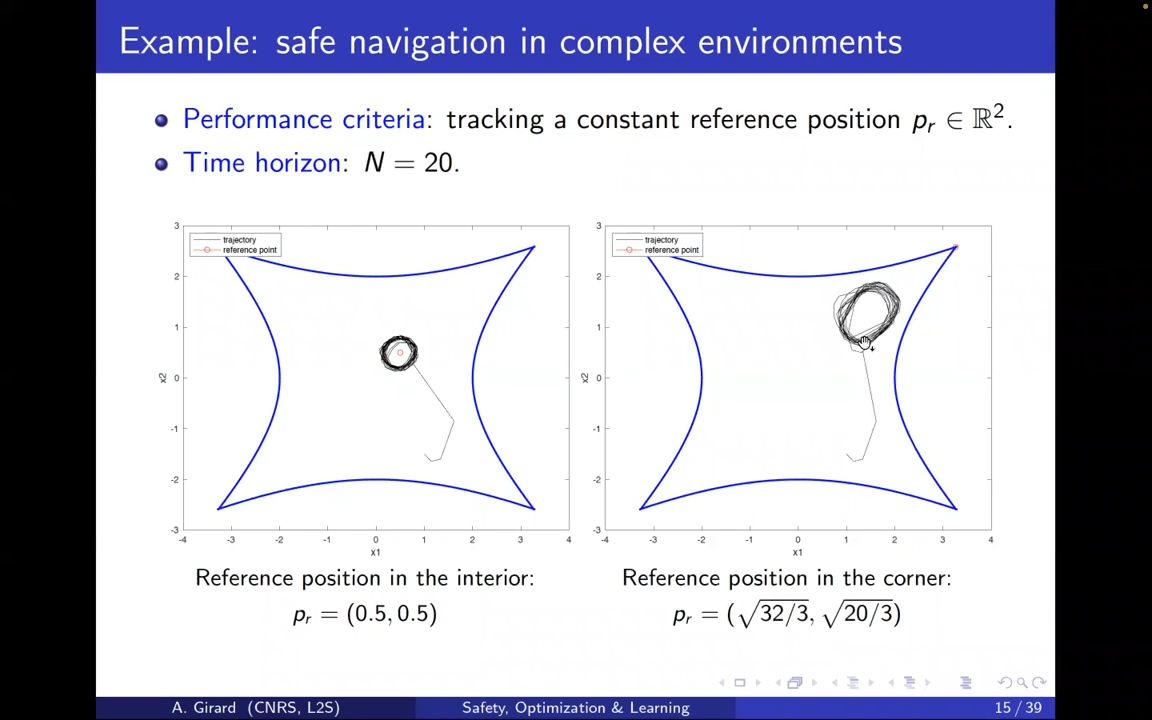 Example: safe navigation in complex environments
Performance criteria: tracking a constant reference position pᵣ ∈ ℝ².
Time horizon: N = 20.
trajectory
reference point
3
2
1
0
-1
-2
-3
x2
-4 -3 -2 -1 0 1 2 3 4
x1
trajectory
reference point
3
2
1
0
-1
-2
-3
x2
-4 -3 -2 -1 0 1 2 3 4
x1
Reference position in the interior:
pᵣ = (0.5, 0.5)
Reference position in the corner:
pᵣ = (√32/3, √20/3)
A. Girard (CNRS, L2S) Safety, Optimization & Learning 15 / 39